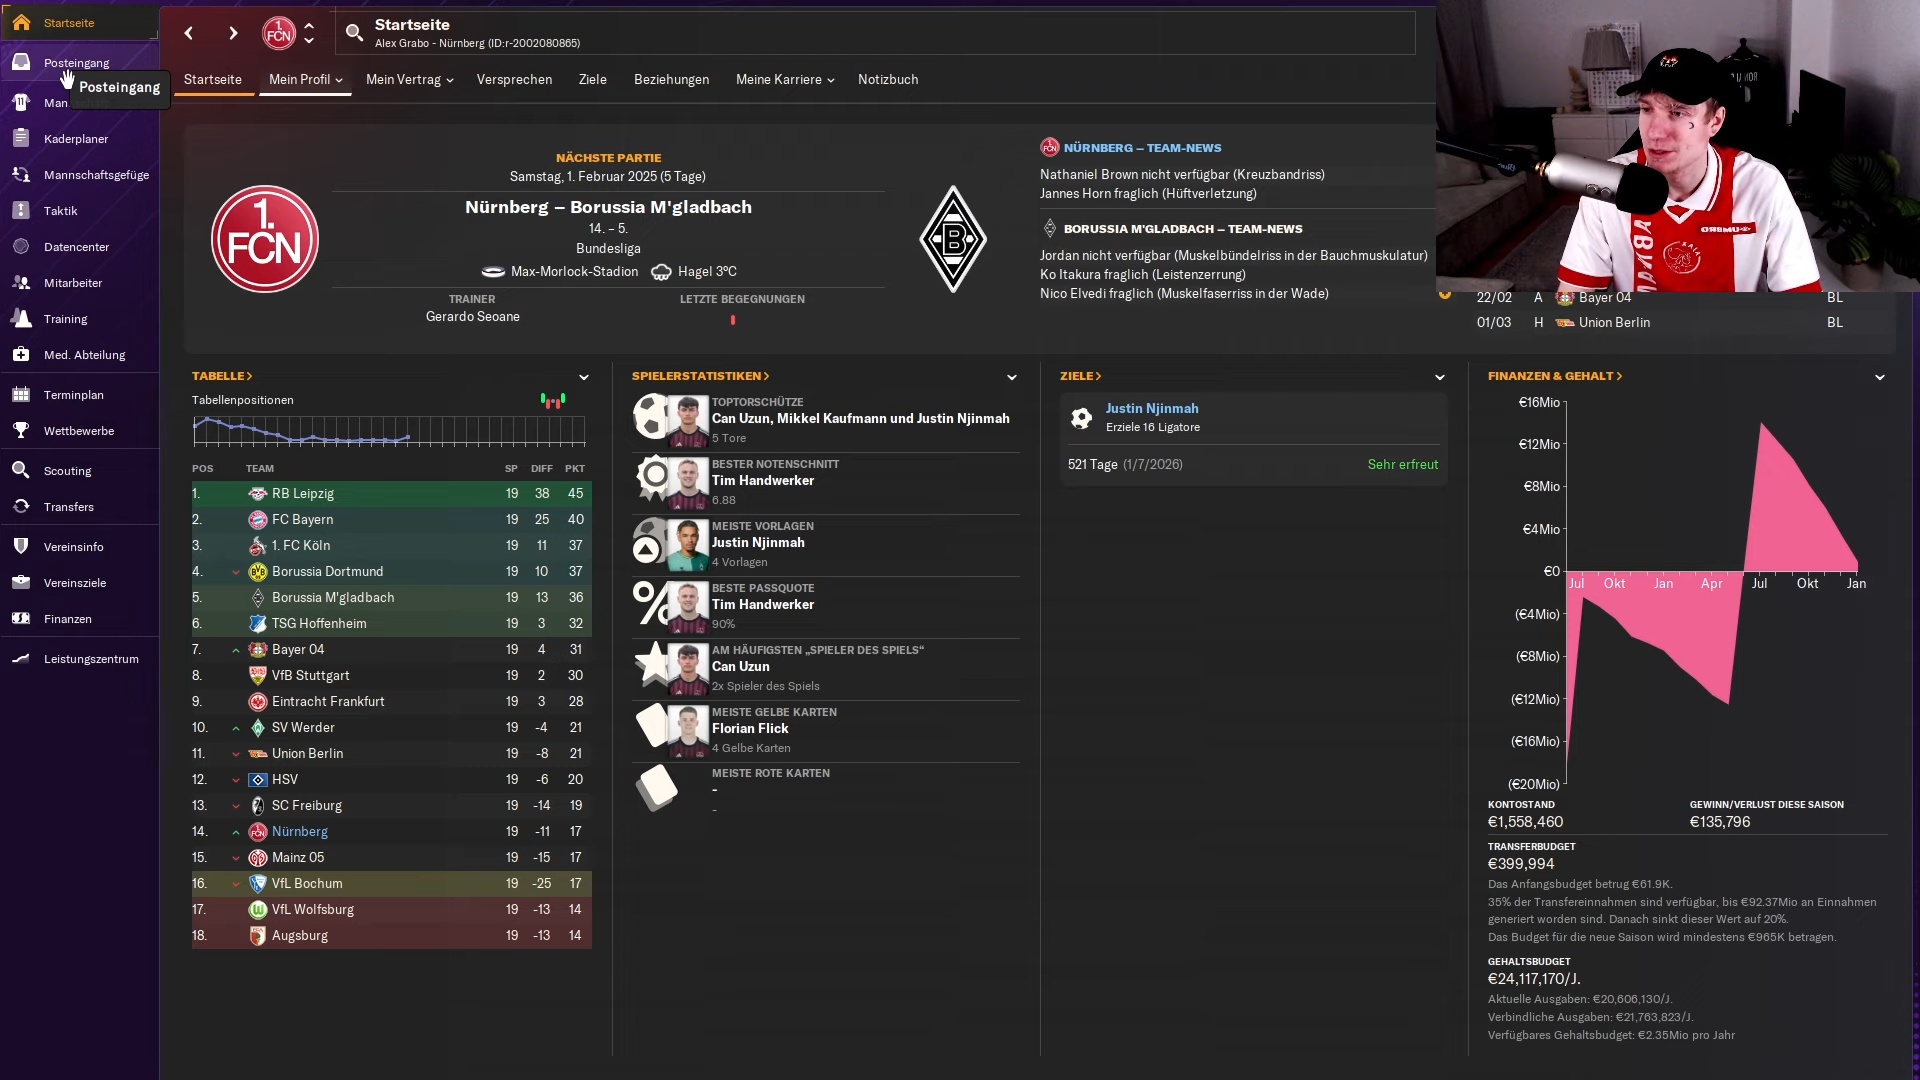 Startseite
Posteingang
Posteingang
Man
Kaderplaner
Mannschaftsgefüge
Taktik
Datencenter
Mitarbeiter
Training
Med. Abteilung
Terminplan
Wettbewerbe
Scouting
Transfers
Vereinsinfo
Vereinsziele
Finanzen
Leistungszentrum
Startseite
Alex Grabo - Nürnberg (ID:r-2002080865)
Startseite Mein Profil Mein Vertrag Versprechen Ziele Beziehungen Meine Karriere Notizbuch
NÄCHSTE PARTIE
Samstag, 1. Februar 2025 (5 Tage)
Nürnberg – Borussia M'gladbach
14. - 5.
Bundesliga
Max-Morlock-Stadion Hagel 3ºC
TRAINER
Gerardo Seoane
LETZTE BEGEGNUNGEN
1. FCN
B
NÜRNBERG – TEAM-NEWS
Nathaniel Brown nicht verfügbar (Kreuzbandriss)
Jannes Horn fraglich (Hüftverletzung)
BORUSSIA M'GLADBACH – TEAM-NEWS
Jordan nicht verfügbar (Muskelbündelriss in der Bauchmuskulatur)
Ko Itakura fraglich (Leistenzerrung)
Nico Elvedi fraglich (Muskelfaserriss in der Wade)
22/02 A Bayer 04 BL
01/03 H Union Berlin BL
TABELLE >
Tabellenpositionen
POS TEAM SP DIFF PKT
1. RB Leipzig 19 38 45
2. FC Bayern 19 25 40
3. 1. FC Köln 19 11 37
4. Borussia Dortmund 19 10 37
5. Borussia M'gladbach 19 13 36
6. TSG Hoffenheim 19 3 32
7. Bayer 04 19 4 31
8. VfB Stuttgart 19 2 30
9. Eintracht Frankfurt 19 3 28
10. SV Werder 19 -4 21
11. Union Berlin 19 -8 21
12. HSV 19 -6 20
13. SC Freiburg 19 -14 19
14. Nürnberg 19 -11 17
15. Mainz 05 19 -15 17
16. VfL Bochum 19 -25 17
17. VfL Wolfsburg 19 -13 14
18. Augsburg 19 -13 14
SPIELERSTATISTIKEN >
TOPTORSCHÜTZE
Can Uzun, Mikkel Kaufmann und Justin Njinmah
5 Tore
BESTER NOTENSCHNITT
Tim Handwerker
6.88
MEISTE VORLAGEN
Justin Njinmah
4 Vorlagen
BESTE PASSQUOTE
Tim Handwerker
90%
AM HÄUFIGSTEN „SPIELER DES SPIELS“
Can Uzun
2x Spieler des Spiels
MEISTE GELBE KARTEN
Florian Flick
4 Gelbe Karten
MEISTE ROTE KARTEN
-
-
ZIELE >
Justin Njinmah
Erziele 16 Ligatore
521 Tage (1/7/2026) Sehr erfreut
FINANZEN & GEHALT >
€16Mio
€12Mio
€8Mio
€4Mio
€0
Jul Okt Jan Apr Jul Okt Jan
(€4Mio)
(€8Mio)
(€12Mio)
(€16Mio)
(€20Mio)
KONTOSTAND
€1,558,460
GEWINN/VERLUST DIESE SAISON
€135,796
TRANSFERBUDGET
€399,994
Das Anfangsbudget betrug €61.9K.
35% der Transfereinnahmen sind verfügbar, bis €92.37Mio an Einnahmen
generiert worden sind. Danach sinkt dieser Wert auf 20%.
Das Budget für die neue Saison wird mindestens €965K betragen.
GEHALTSBUDGET
€24,117,170/J.
Aktuelle Ausgaben: €20,606,130/J.
Verbindliche Ausgaben: €21,763,823/J.
Verfügbares Gehaltsbudget: €2.35Mio pro Jahr